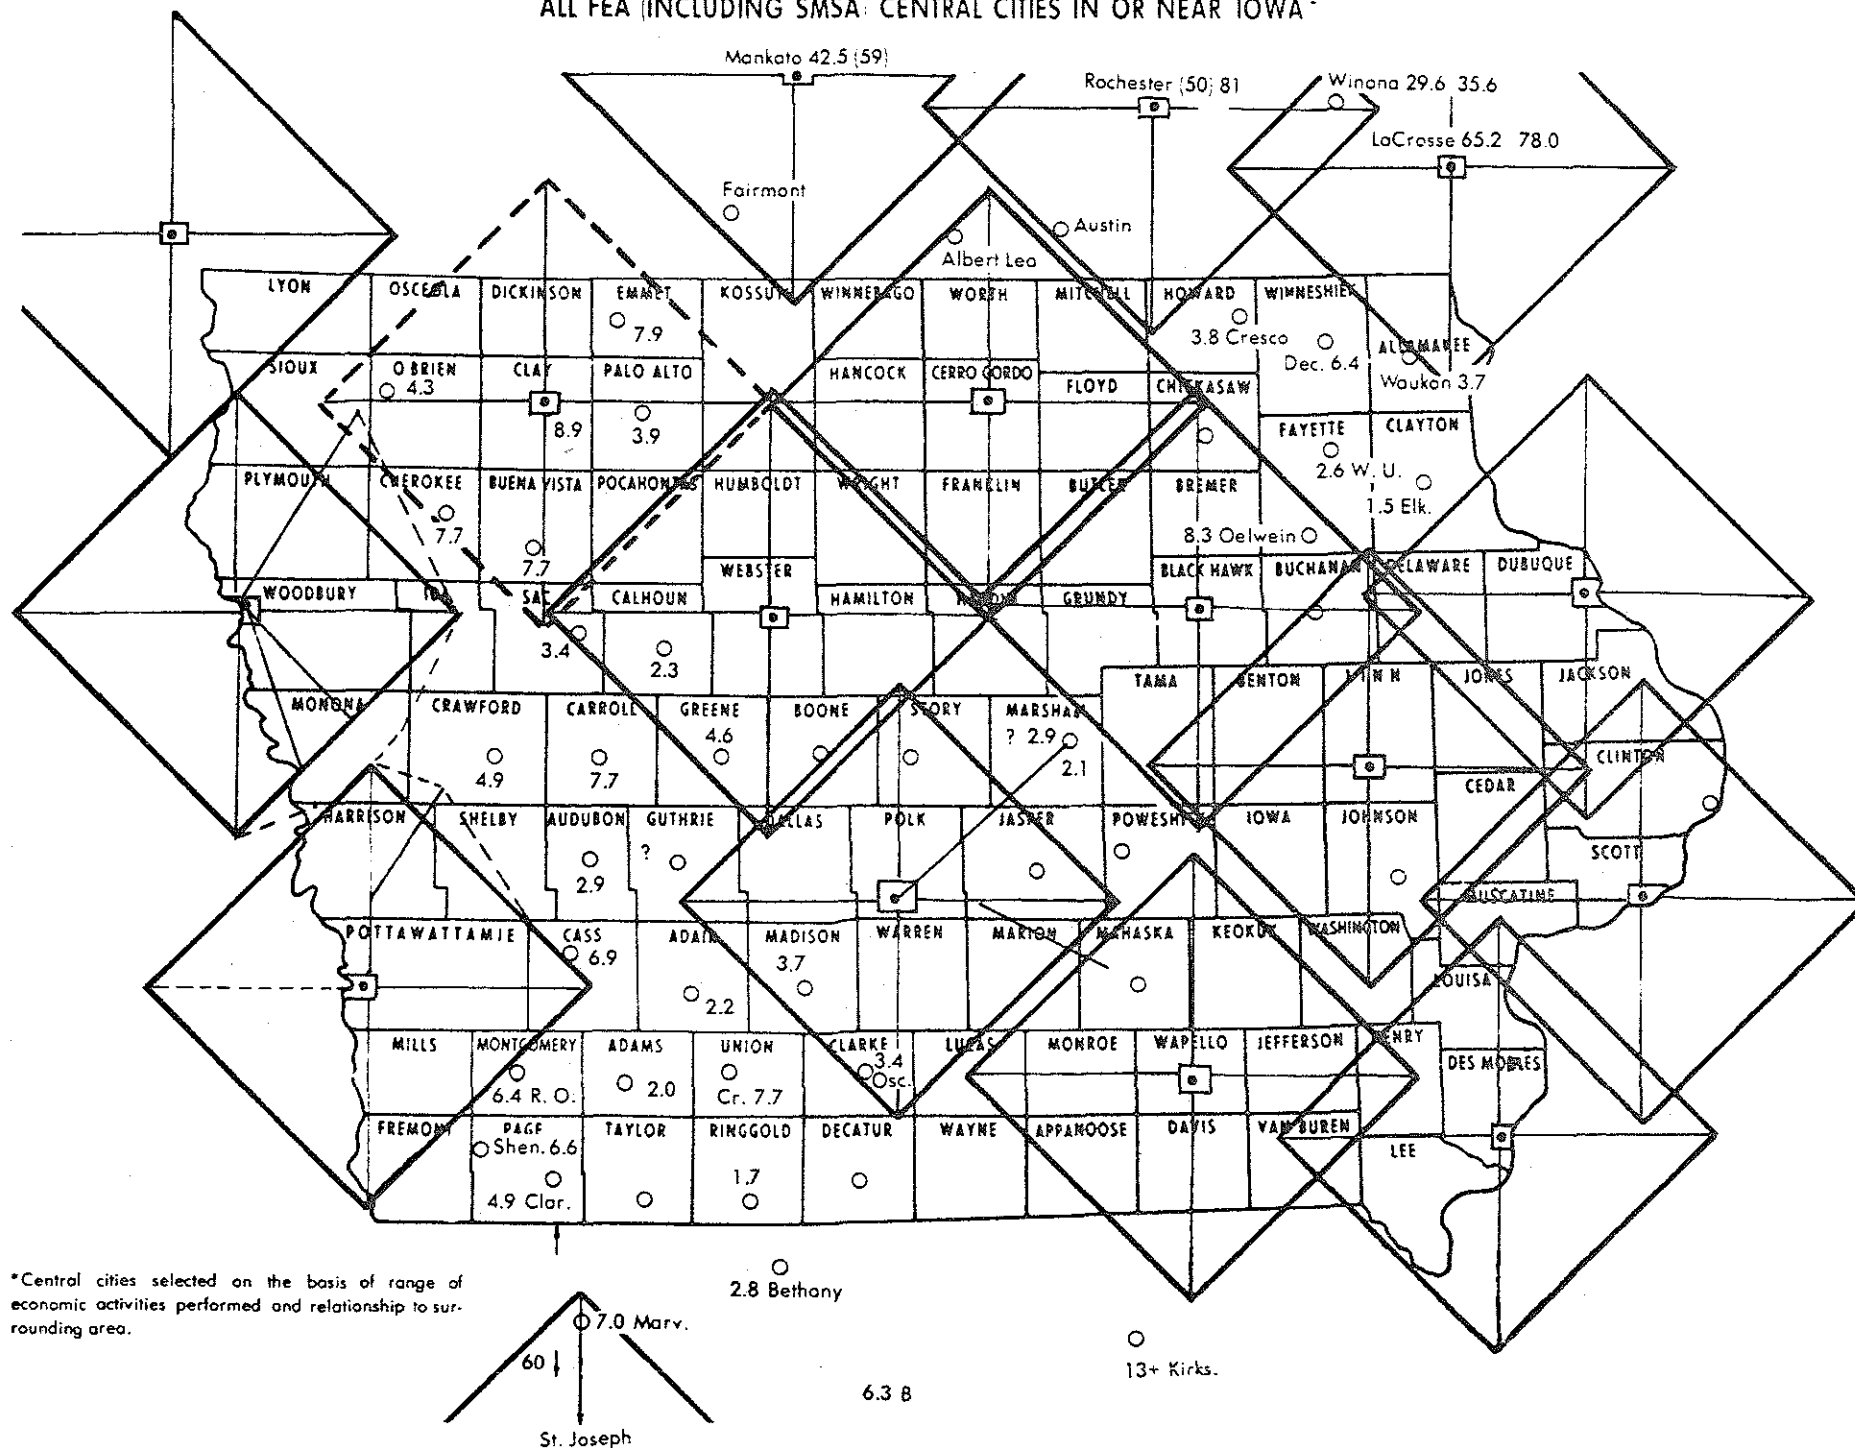 ALL FEA (INCLUDING SMSA) CENTRAL CITIES IN OR NEAR IOWA*
Mankato 42.5 (59)
Rochester (50) 81
Winona 29.6 35.6
LaCrosse 65.2 78.0
Fairmont
Austin
Albert Lea
LYON
OSCEOLA
DICKINSON
EMMET
KOSSUTH
WINNEBAGO
WORTH
MITCHELL
HOWARD
WINNESHIEK
ALLAMAKEE
7.9
3.8 Cresco
Dec. 6.4
Waukon 3.7
SIOUX
O BRIEN
CLAY
PALO ALTO
HANCOCK
CERRO GORDO
FLOYD
CHICKASAW
4.3
8.9
3.9
FAYETTE
CLAYTON
2.6 W. U.
1.5 Elk.
PLYMOUTH
CHEROKEE
BUENA VISTA
POCAHONTAS
HUMBOLDT
WRIGHT
FRANKLIN
BUTLER
BREMER
7.7
7.7
8.3 Oelwein
WEBSTER
BLACK HAWK
BUCHANAN
DELAWARE
DUBUQUE
WOODBURY
IDA
SAC
CALHOUN
HAMILTON
HARDIN
GRUNDY
3.4
2.3
TAMA
BENTON
LINN
JONES
JACKSON
MONONA
CRAWFORD
CARROLL
GREENE
BOONE
STORY
MARSHALL
4.6
? 2.9
2.1
4.9
7.7
CLINTON
CEDAR
HARRISON
SHELBY
AUDUBON
GUTHRIE
DALLAS
POLK
JASPER
POWESHIEK
IOWA
JOHNSON
?
2.9
SCOTT
MUSCATINE
POTTAWATTAMIE
CASS
ADAIR
MADISON
WARREN
MARION
MAHASKA
KEOKUK
WASHINGTON
6.9
3.7
2.2
LOUISA
MILLS
MONTGOMERY
ADAMS
UNION
CLARKE
LUCAS
MONROE
WAPELLO
JEFFERSON
HENRY
DES MOINES
6.4 R. O.
2.0
Cr. 7.7
3.4
Osc.
FREMONT
PAGE
TAYLOR
RINGGOLD
DECATUR
WAYNE
APPANOOSE
DAVIS
VAN BUREN
LEE
Shen. 6.6
4.9 Clar.
1.7
2.8 Bethany
*Central cities selected on the basis of range of
economic activities performed and relationship to sur-
rounding area.
7.0 Marv.
60
13+ Kirks.
6.3 B
St. Joseph